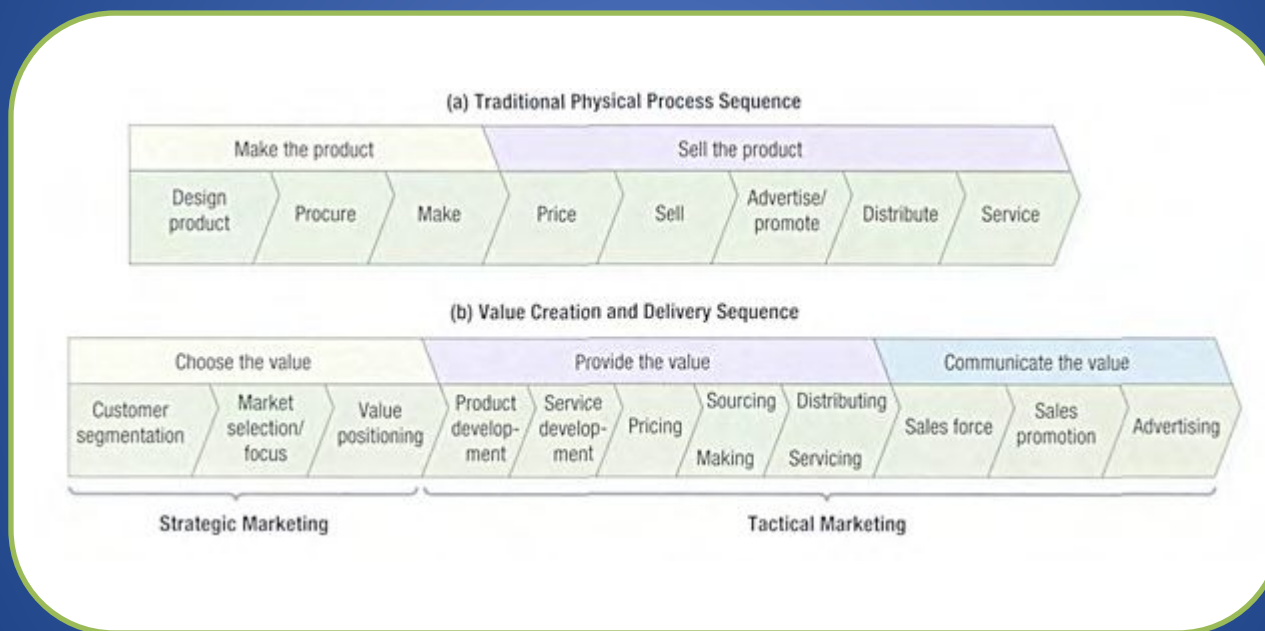 (a) Traditional Physical Process Sequence
Make the product
Sell the product
Design
product
Procure
Make
Price
Sell
Advertise/
promote
Distribute
Service
(b) Value Creation and Delivery Sequence
Choose the value
Provide the value
Communicate the value
Customer
segmentation
Market
selection/
focus
Value
positioning
Product
develop-
ment
Service
develop-
ment
Pricing
Sourcing
Making
Distributing
Servicing
Sales force
Sales
promotion
Advertising
Strategic Marketing
Tactical Marketing